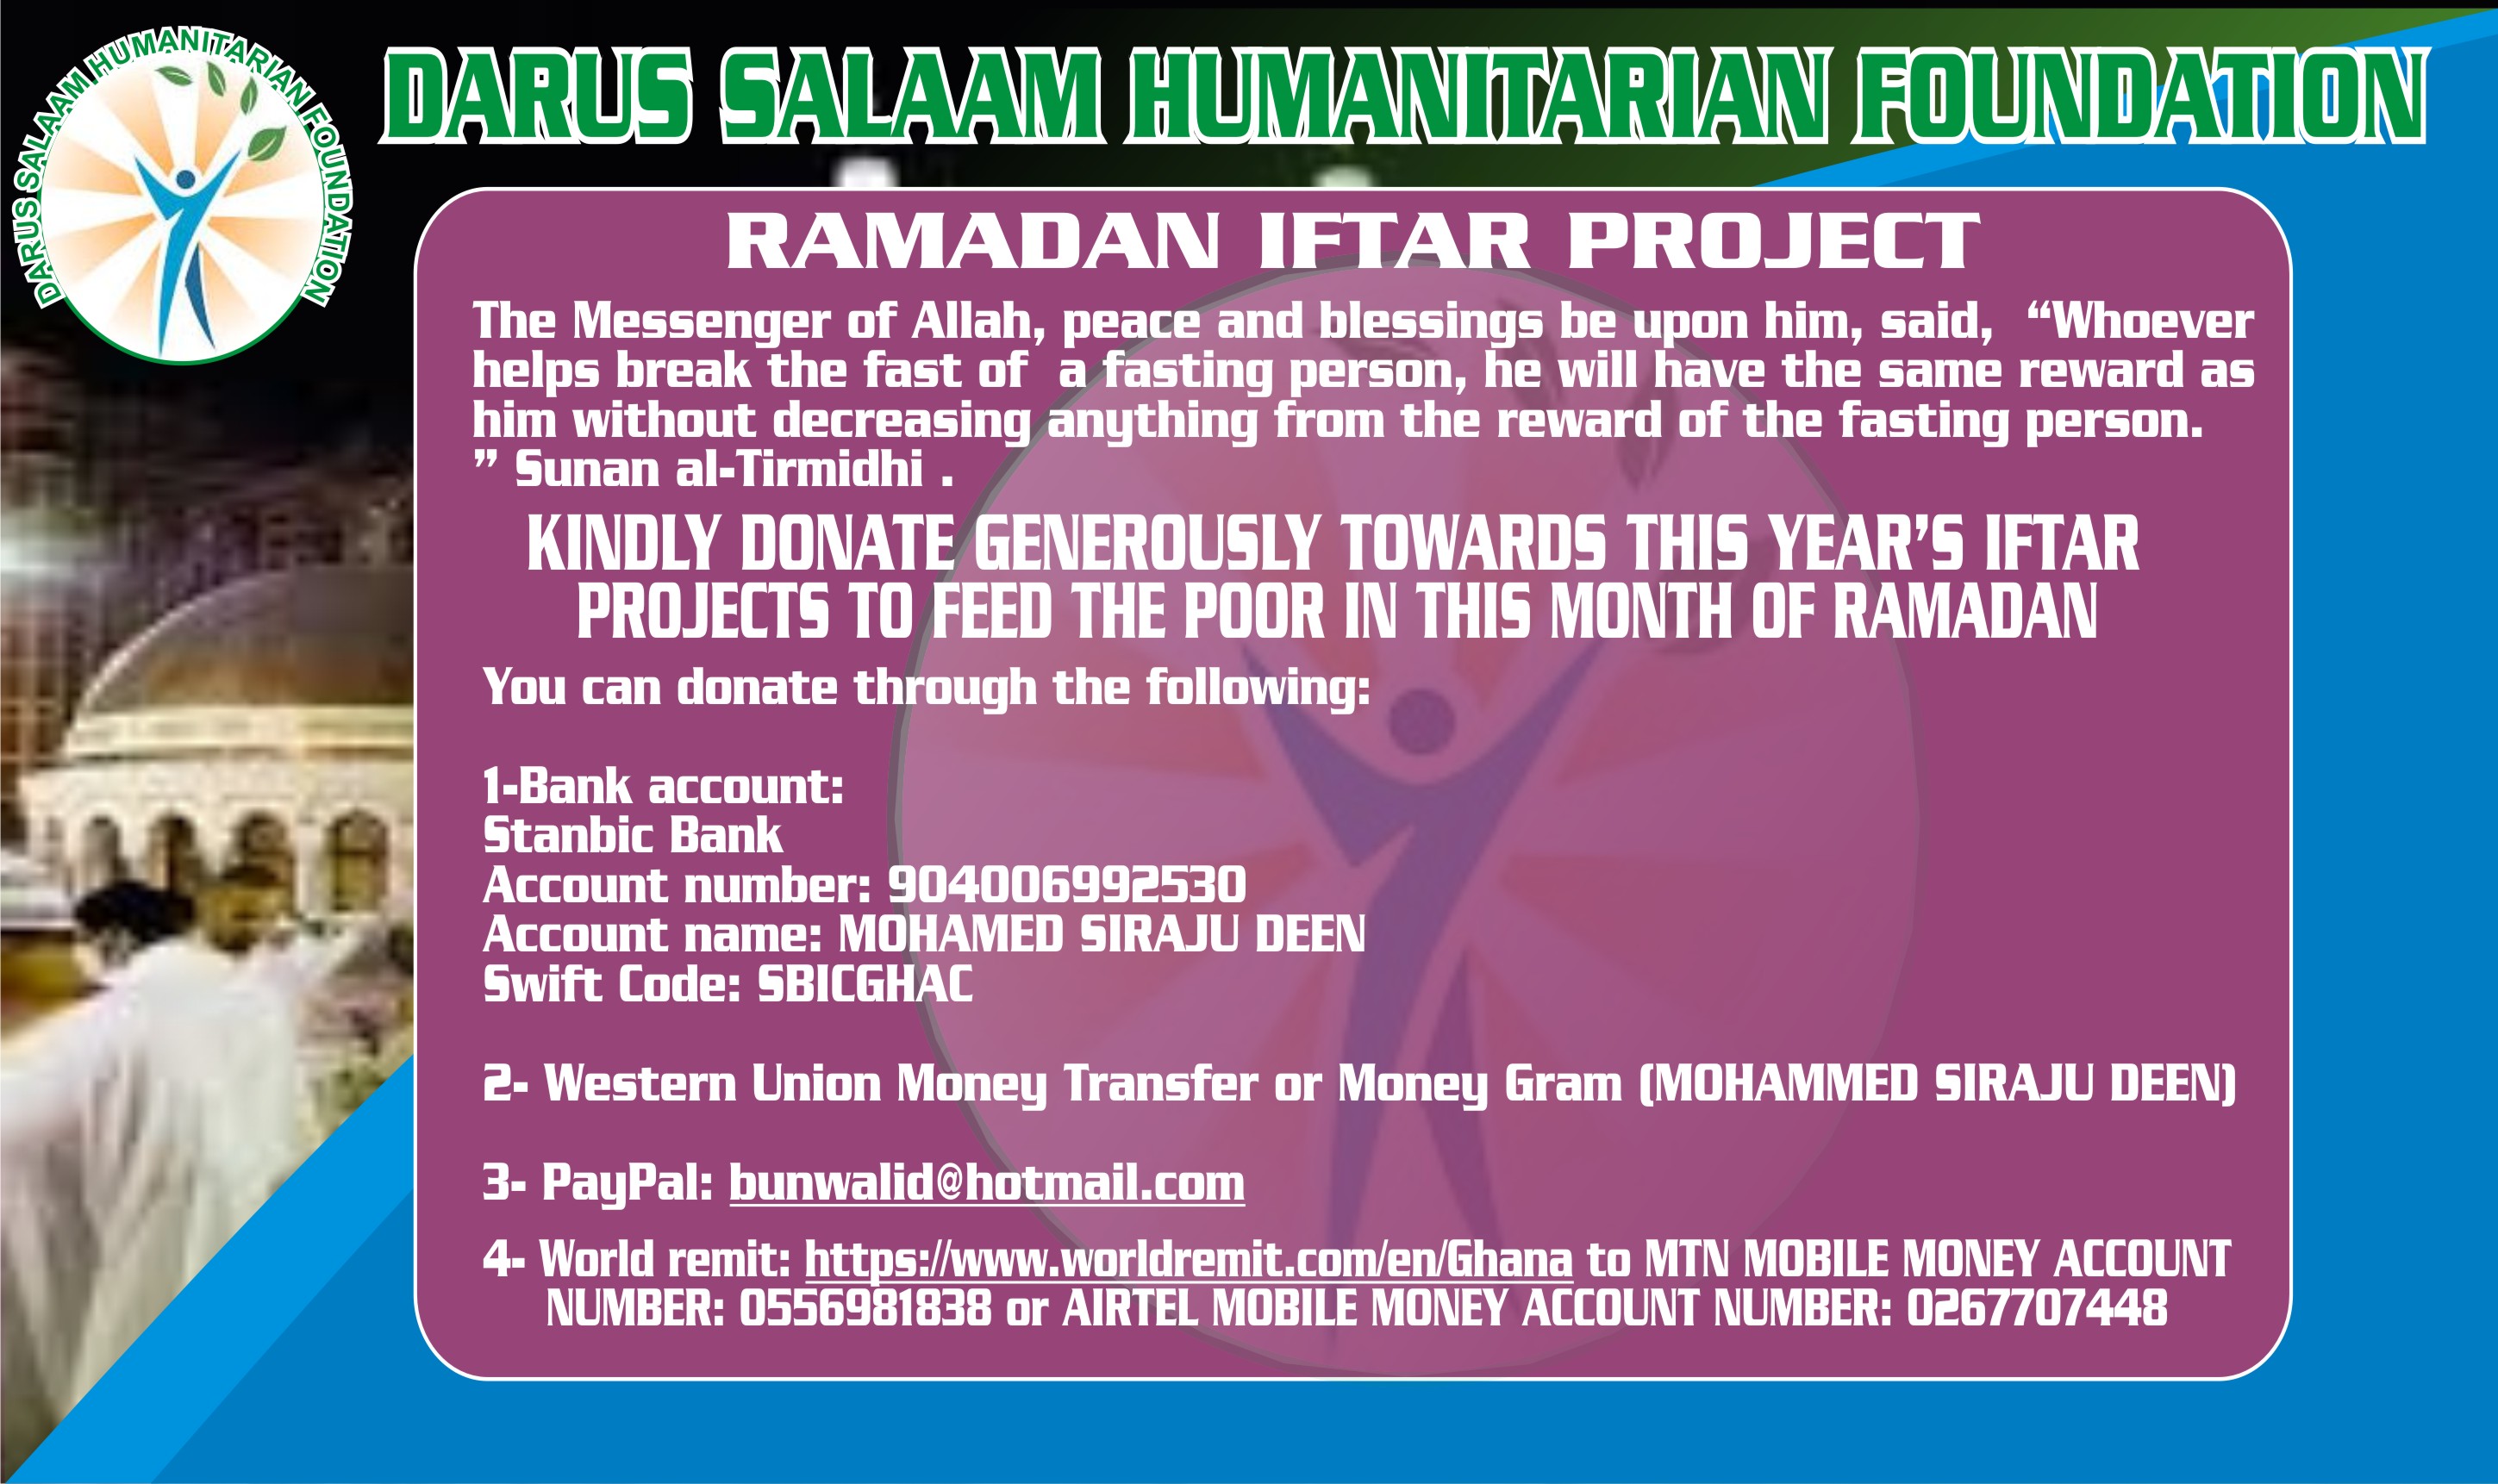 DARUS SALAAM HUMANITARIAN FOUNDATION
DARUS SALAAM HUMANITARIAN FOUNDATION
RAMADAN IFTAR PROJECT
The Messenger of Allah, peace and blessings be upon him, said, “Whoever
helps break the fast of a fasting person, he will have the same reward as
him without decreasing anything from the reward of the fasting person.
” Sunan al-Tirmidhi .
KINDLY DONATE GENEROUSLY TOWARDS THIS YEAR’S IFTAR
PROJECTS TO FEED THE POOR IN THIS MONTH OF RAMADAN
You can donate through the following:
1-Bank account:
Stanbic Bank
Account number: 904006992530
Account name: MOHAMED SIRAJU DEEN
Swift Code: SBICGHAC
2- Western Union Money Transfer or Money Gram (MOHAMMED SIRAJU DEEN)
3- PayPal: bunwalid@hotmail.com
4- World remit: https://www.worldremit.com/en/Ghana to MTN MOBILE MONEY ACCOUNT
NUMBER: 0556981838 or AIRTEL MOBILE MONEY ACCOUNT NUMBER: 0267707448